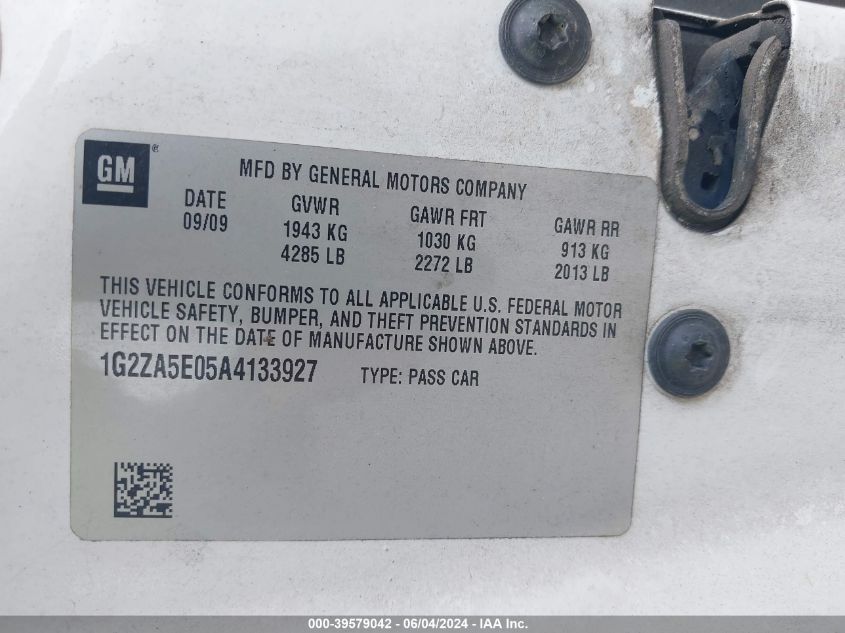 GM ®
MFD BY GENERAL MOTORS COMPANY
DATE GVWR GAWR FRT GAWR RR
09/09 1943 KG 1030 KG 913 KG
4285 LB 2272 LB 2013 LB
THIS VEHICLE CONFORMS TO ALL APPLICABLE U.S. FEDERAL MOTOR
VEHICLE SAFETY, BUMPER, AND THEFT PREVENTION STANDARDS IN
EFFECT ON THE DATE OF MANUFACTURE SHOWN ABOVE.
1G2ZA5E05A4133927 TYPE: PASS CAR
000-39579042 - 06/04/2024 - IAA Inc.